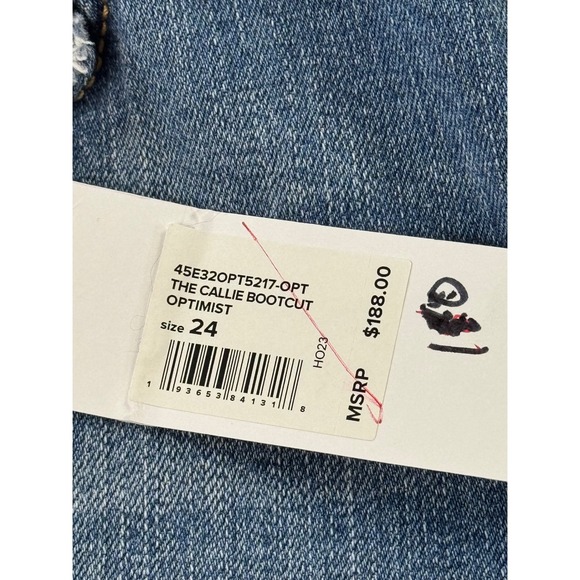 45E32OPT5217-OPT
THE CALLIE BOOTCUT
OPTIMIST
size 24
HO23
MSRP $188.00
1 93653 84131 8